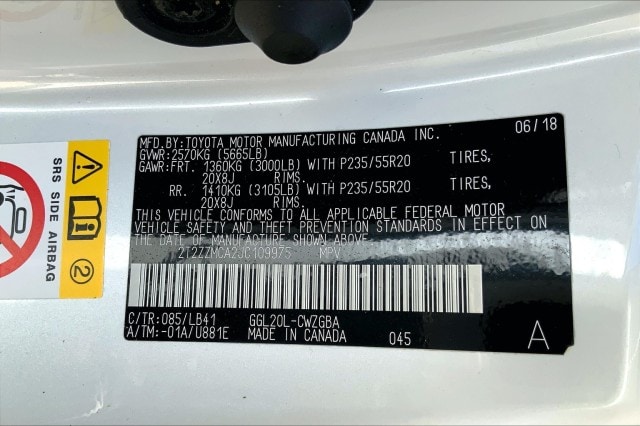 06/18
MFD.BY:TOYOTA MOTOR MANUFACTURING CANADA INC.
GVWR:2570KG (5665LB)
GAWR:FRT. 1360KG (3000LB) WITH P235/55R20 TIRES,
20X8J RIMS.
RR. 1410KG (3105LB) WITH P235/55R20 TIRES,
20X8J RIMS.
THIS VEHICLE CONFORMS TO ALL APPLICABLE FEDERAL MOTOR
VEHICLE SAFETY AND THEFT PREVENTION STANDARDS IN EFFECT ON
THE DATE OF MANUFACTURE SHOWN ABOVE.
2T2ZZMCA2JC109975 MPV
C/TR:085/LB41 GGL20L-CWZGBA
A/TM:-01A/U881E MADE IN CANADA 045 A
SRS SIDE AIRBAG
2